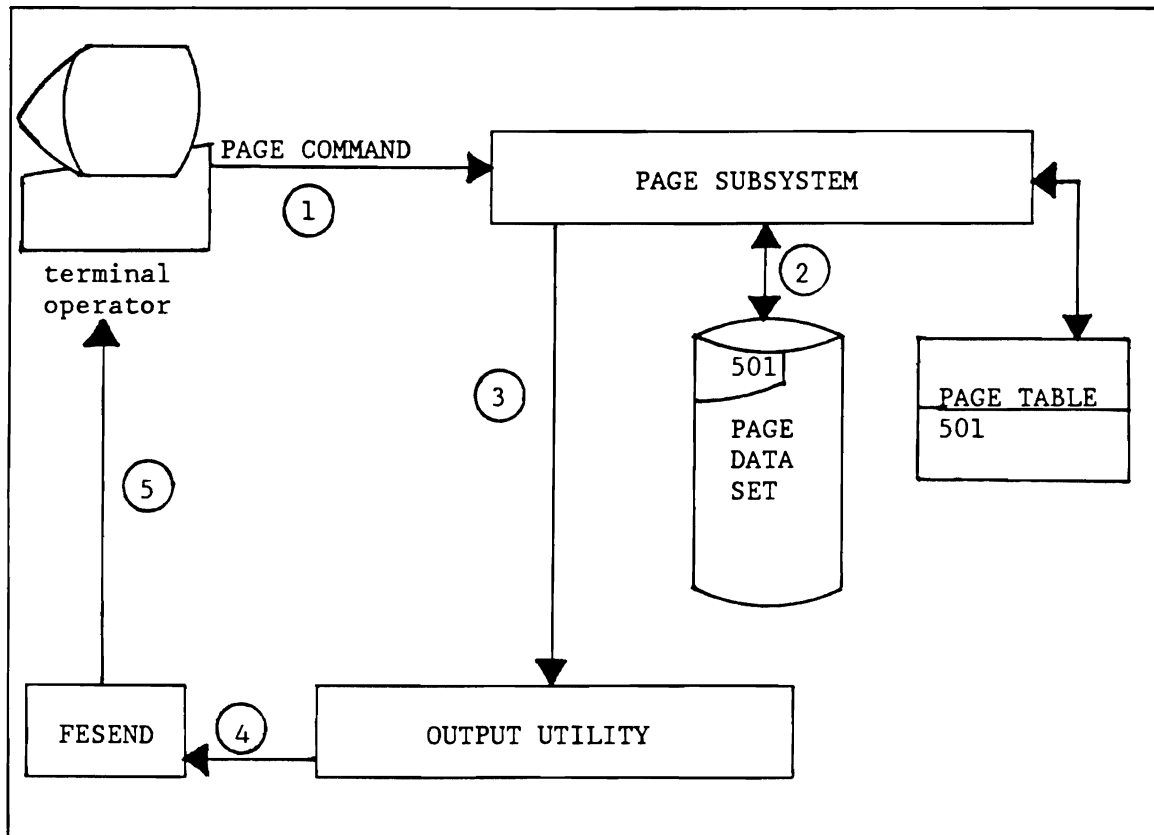 PAGE COMMAND
1
PAGE SUBSYSTEM
terminal
operator
2
3
501
PAGE
DATA
SET
PAGE TABLE
501
5
FESEND
4
OUTPUT UTILITY